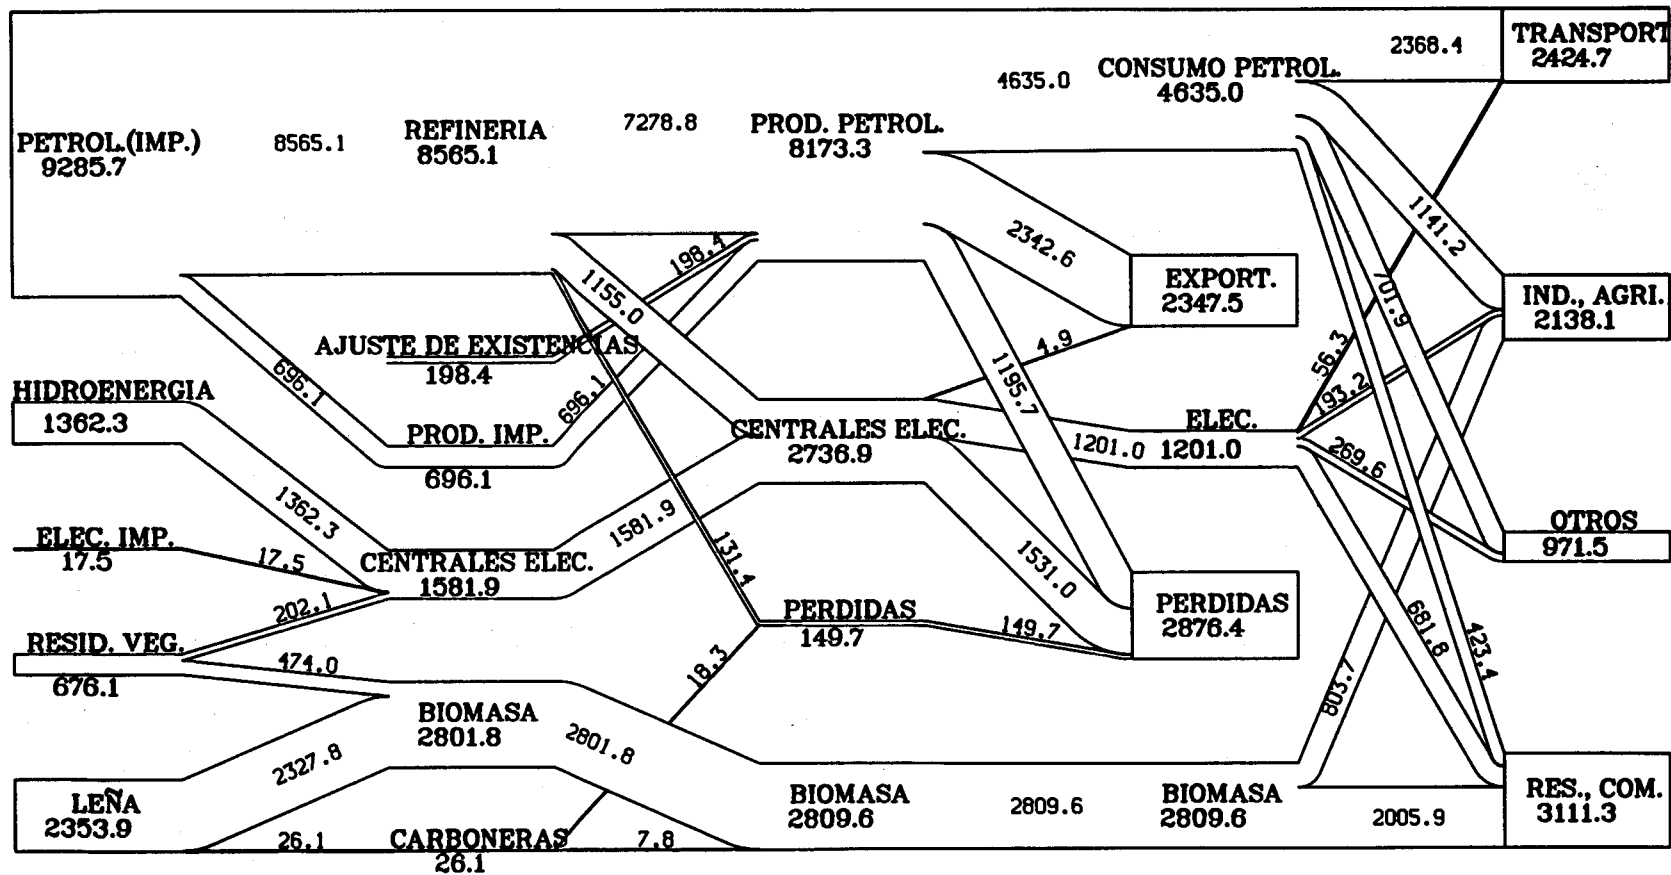 TRANSPORT
2424.7
2368.4
CONSUMO PETROL.
4635.0
4635.0
PETROL.(IMP.)
9285.7
8565.1
REFINERIA
8565.1
7278.8
PROD. PETROL.
8173.3
1141.2
2342.6
198.4
1155.0
EXPORT.
2347.5
701.9
IND., AGRI.
2138.1
AJUSTE DE EXISTENCIAS
198.4
4.9
56.3
1195.7
696.1
696.1
193.2
HIDROENERGIA
1362.3
PROD. IMP.
696.1
CENTRALES ELEC.
2736.9
1201.0
ELEC.
1201.0
269.6
1362.3
1581.9
OTROS
971.5
ELEC. IMP.
17.5
17.5
CENTRALES ELEC.
1581.9
131.4
1531.0
202.1
PERDIDAS
149.7
149.7
PERDIDAS
2876.4
681.8
423.4
RESID. VEG.
676.1
474.0
18.3
803.7
BIOMASA
2801.8
2801.8
2327.8
LEÑA
2353.9
BIOMASA
2809.6
2809.6
BIOMASA
2809.6
2005.9
RES., COM.
3111.3
26.1
CARBONERAS
26.1
7.8